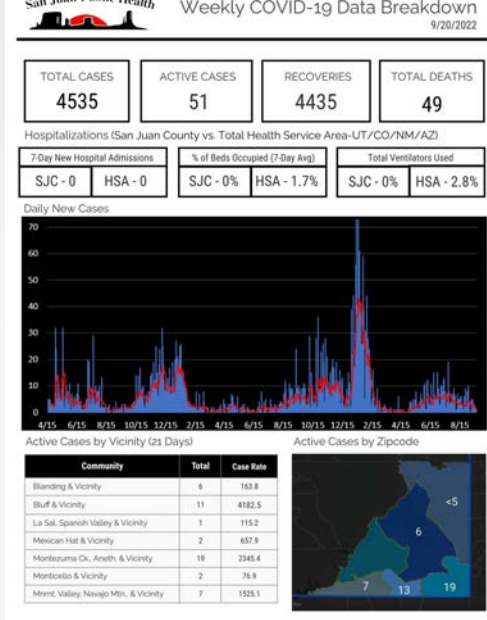 San Juan Public Health
Weekly COVID-19 Data Breakdown
9/20/2022
TOTAL CASES
4535
ACTIVE CASES
51
RECOVERIES
4435
TOTAL DEATHS
49
Hospitalizations (San Juan County vs. Total Health Service Area-UT/CO/NM/AZ)
7-Day New Hospital Admissions
SJC - 0 HSA - 0
% of Beds Occupied (7-Day Avg)
SJC - 0% HSA - 1.7%
Total Ventilators Used
SJC - 0% HSA - 2.8%
Daily New Cases
70
60
50
40
30
20
10
0
4/15 6/15 8/15 10/15 12/15 2/15 4/15 6/15 8/15 10/15 12/15 2/15 4/15 6/15 8/15
Active Cases by Vicinity (21 Days)
Community Total Case Rate
Blanding & Vicinity 6 163.8
Bluff & Vicinity 11 4182.5
La Sal, Spanish Valley & Vicinity 1 115.2
Mexican Hat & Vicinity 2 657.9
Montezuma Ck, Aneth, & Vicinity 19 2345.4
Monticello & Vicinity 2 76.9
Mnmt. Valley, Navajo Mtn., & Vicinity 7 1525.1
Active Cases by Zipcode
<5
6
7
13
19